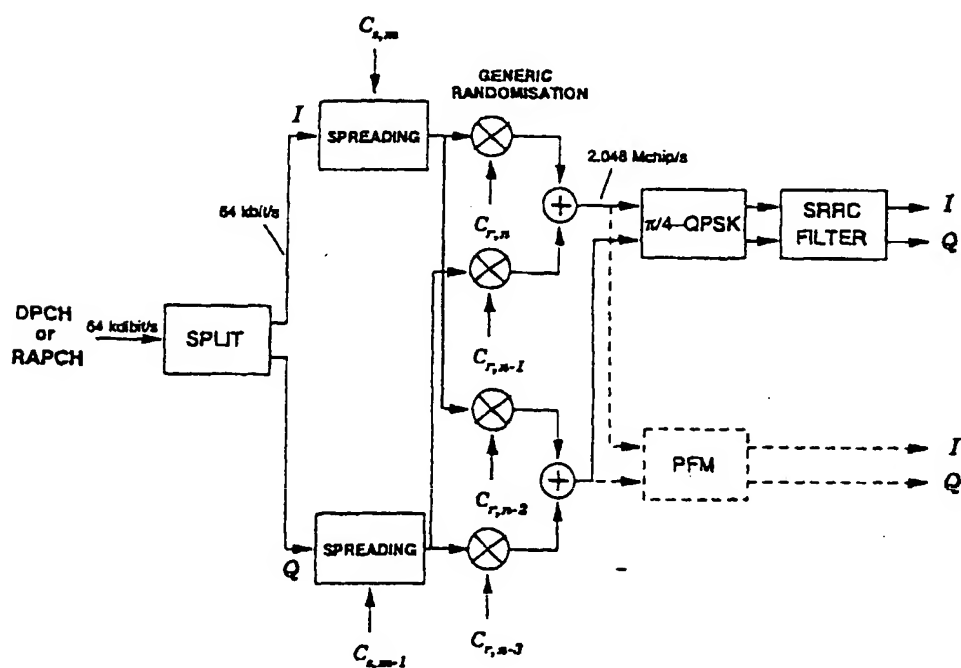 C_{s,m}
GENERIC
RANDOMISATION
I
SPREADING
2.048 Mchip/s
64 kbit/s
C_{r,n}
π/4-QPSK
SRRC
FILTER
I
Q
DPCH
or
RAPCH
64 kdibit/s
SPLIT
C_{r,n-1}
PFM
I
Q
C_{r,n-2}
Q
SPREADING
C_{s,m-1}
C_{r,n-3}